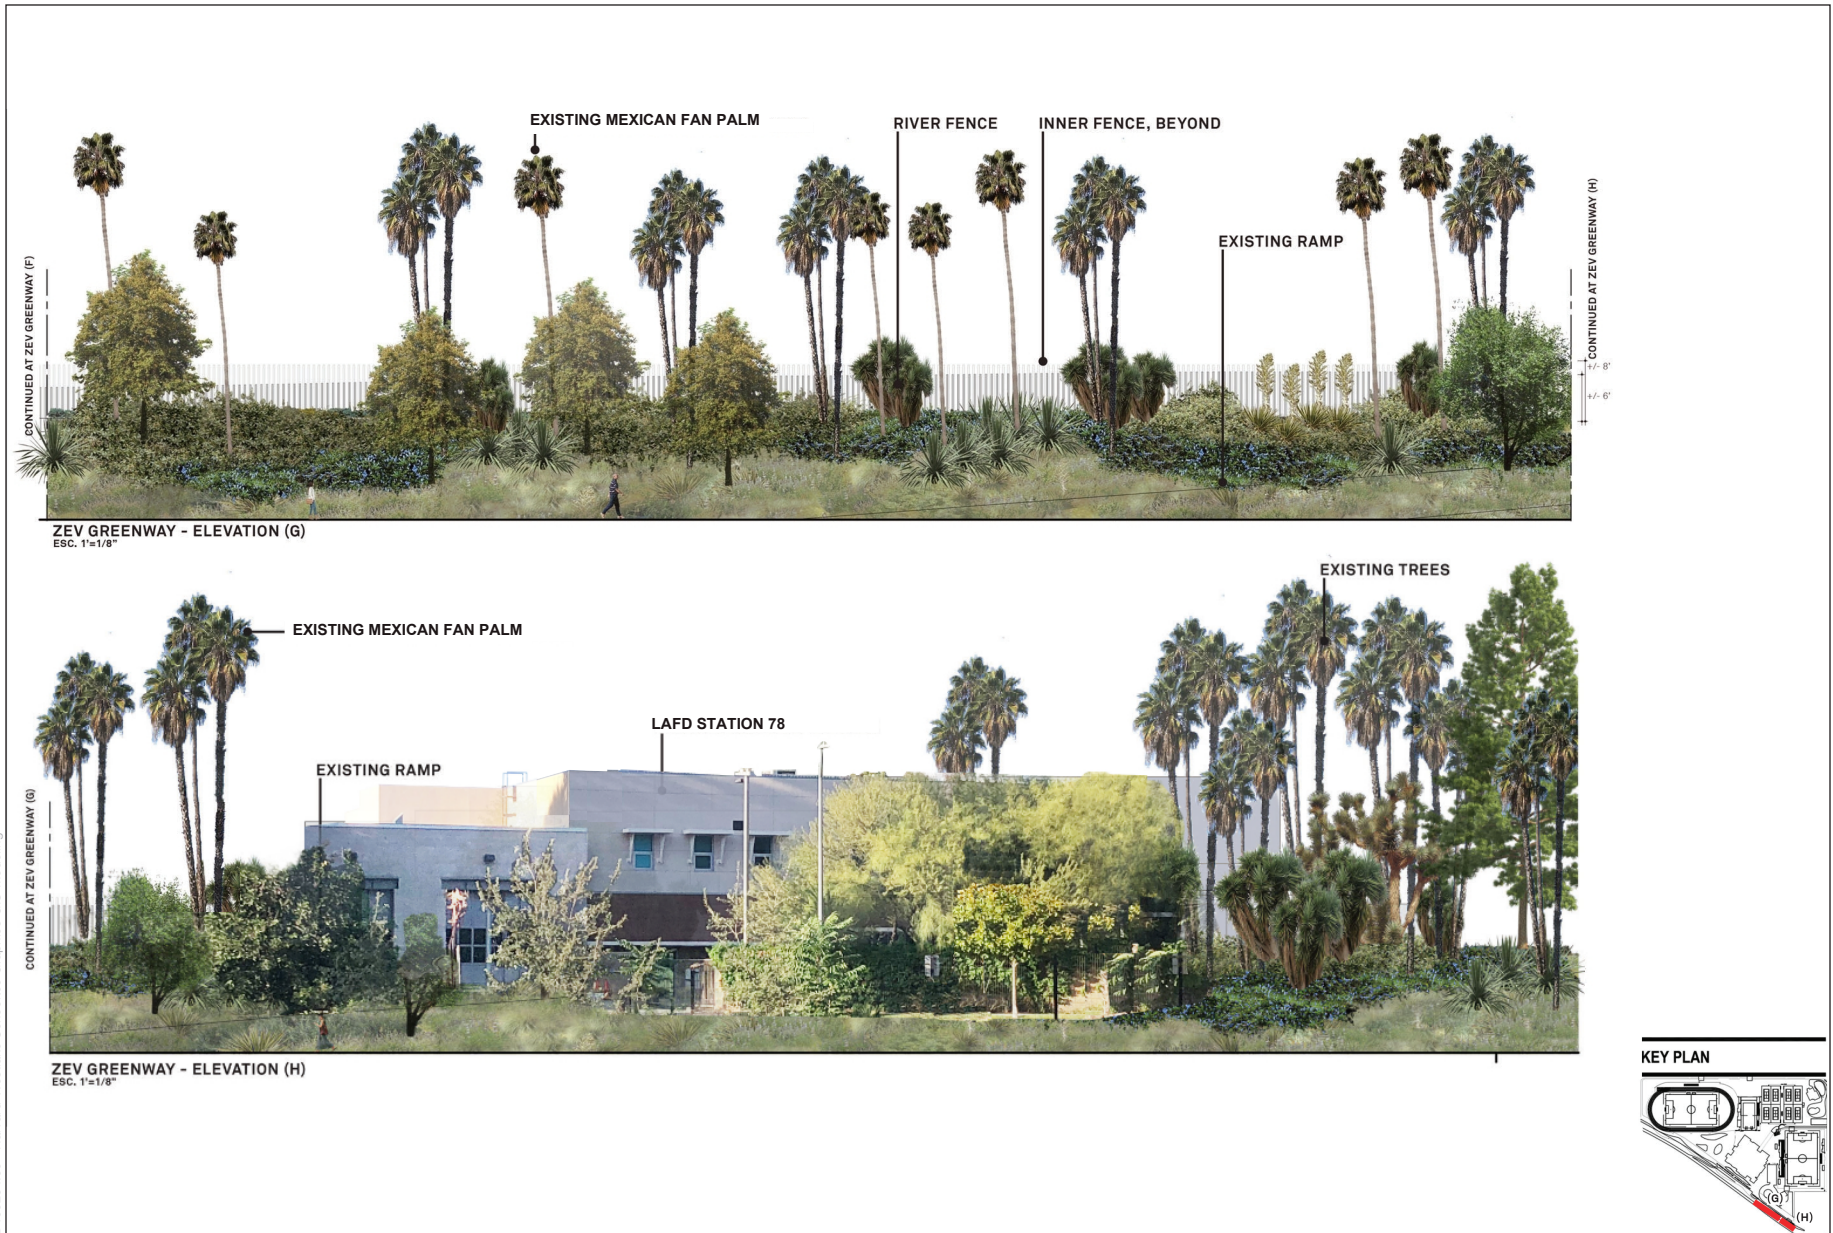 EXISTING MEXICAN FAN PALM
RIVER FENCE
INNER FENCE, BEYOND
EXISTING RAMP
CONTINUED AT ZEV GREENWAY (F)
CONTINUED AT ZEV GREENWAY (H)
+/- 8'
+/- 6'
ZEV GREENWAY - ELEVATION (G)
ESC. 1'=1/8"
EXISTING TREES
EXISTING MEXICAN FAN PALM
LAFD STATION 78
EXISTING RAMP
CONTINUED AT ZEV GREENWAY (G)
ZEV GREENWAY - ELEVATION (H)
ESC. 1'=1/8"
KEY PLAN
(G)
(H)